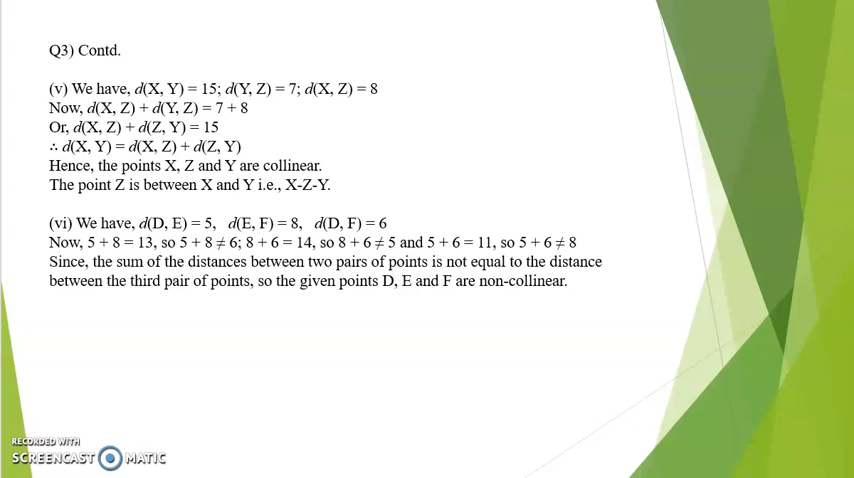 Q3) Contd.
(v) We have, d(X, Y) = 15; d(Y, Z) = 7; d(X, Z) = 8
Now, d(X, Z) + d(Y, Z) = 7 + 8
Or, d(X, Z) + d(Z, Y) = 15
∴ d(X, Y) = d(X, Z) + d(Z, Y)
Hence, the points X, Z and Y are collinear.
The point Z is between X and Y i.e., X-Z-Y.
(vi) We have, d(D, E) = 5, d(E, F) = 8, d(D, F) = 6
Now, 5 + 8 = 13, so 5 + 8 ≠ 6; 8 + 6 = 14, so 8 + 6 ≠ 5 and 5 + 6 = 11, so 5 + 6 ≠ 8
Since, the sum of the distances between two pairs of points is not equal to the distance
between the third pair of points, so the given points D, E and F are non-collinear.
RECORDED WITH
SCREENCAST MATIC